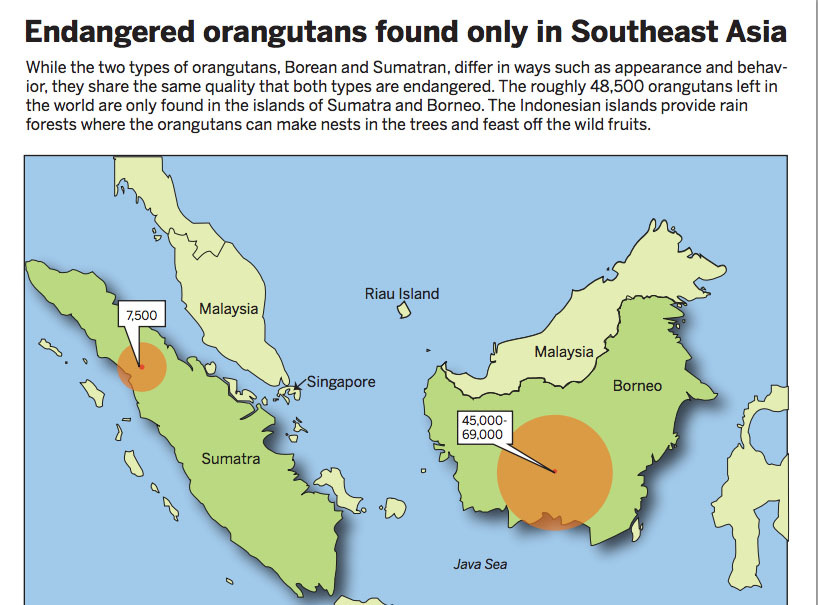 Endangered orangutans found only in Southeast Asia
While the two types of orangutans, Borean and Sumatran, differ in ways such as appearance and behav-
ior, they share the same quality that both types are endangered. The roughly 48,500 orangutans left in
the world are only found in the islands of Sumatra and Borneo. The Indonesian islands provide rain
forests where the orangutans can make nests in the trees and feast off the wild fruits.
Riau Island
Malaysia
7,500
Malaysia
Singapore
Borneo
45,000-
69,000
Sumatra
Java Sea